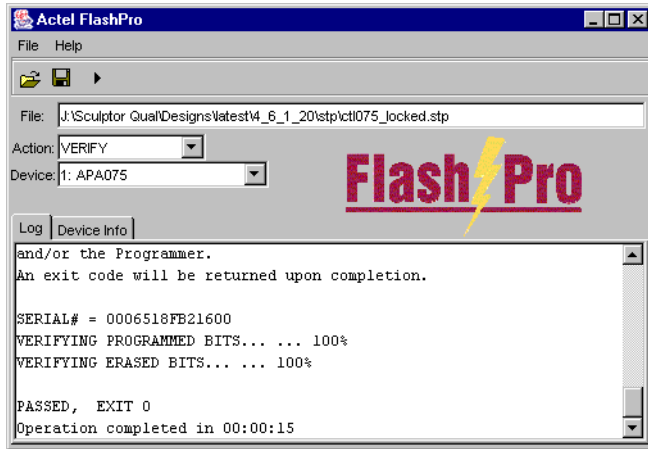 Actel FlashPro
File Help
File: J:\Sculptor Qual\Designs\latest\4_6_1_20\stp\ctl075_locked.stp
Action: VERIFY
Device: 1: APA075
Flash Pro
Log Device Info
and/or the Programmer.
An exit code will be returned upon completion.
SERIAL# = 0006518FB21600
VERIFYING PROGRAMMED BITS... ... 100%
VERIFYING ERASED BITS... ... 100%
PASSED, EXIT 0
Operation completed in 00:00:15